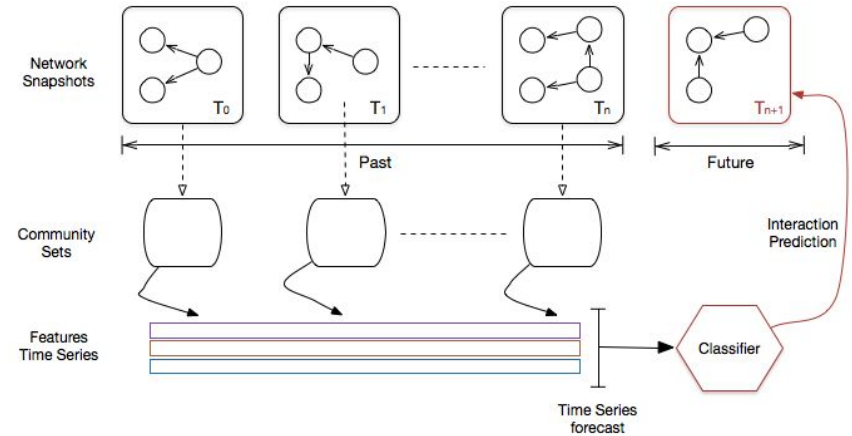 Network
Snapshots
T0
T1
Tn
Tn+1
Past
Future
Community
Sets
Interaction
Prediction
Features
Time Series
Classifier
Time Series
forecast